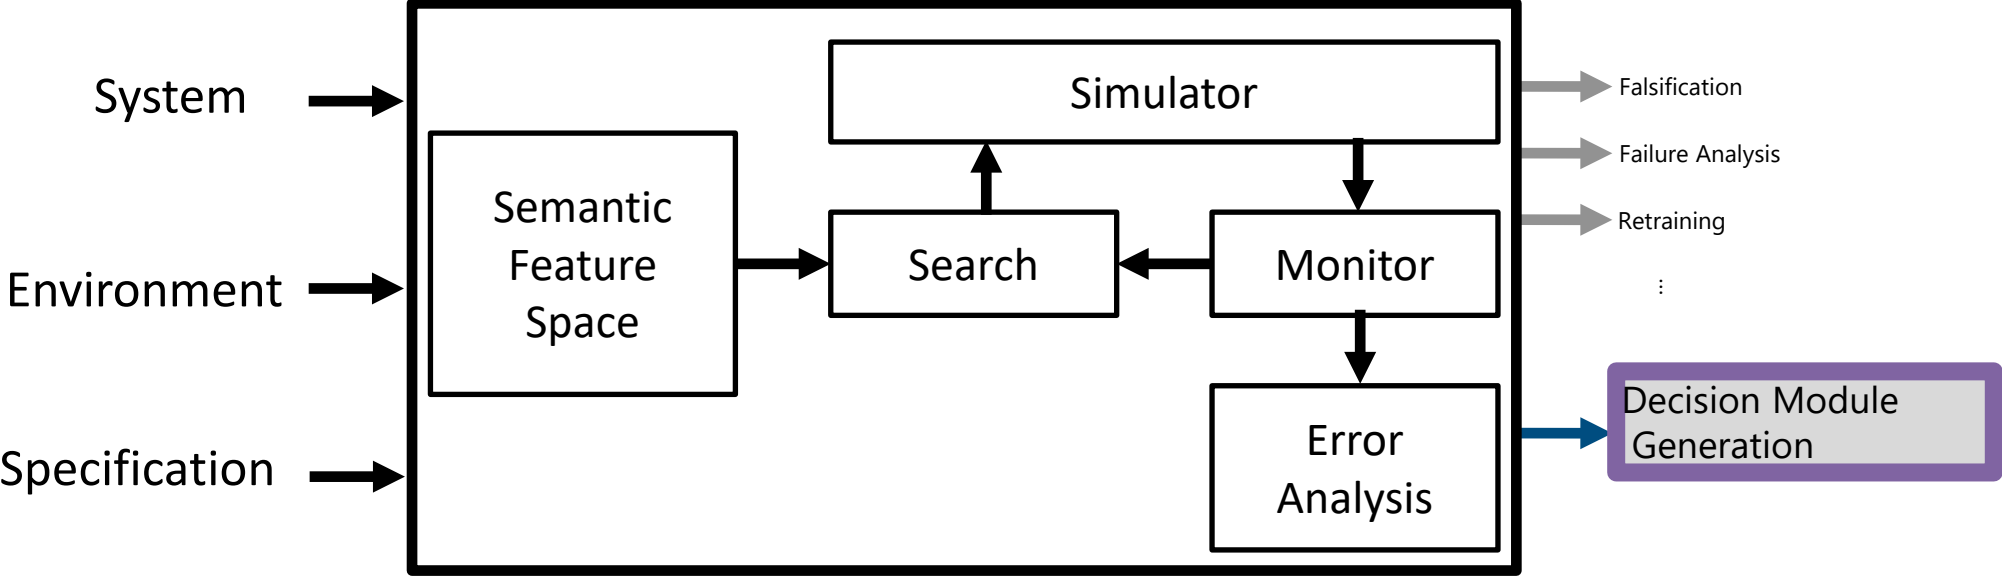 System
Environment
Specification
Semantic
Feature
Space
Simulator
Search
Monitor
Error
Analysis
Falsification
Failure Analysis
Retraining
⋮
Decision Module
Generation